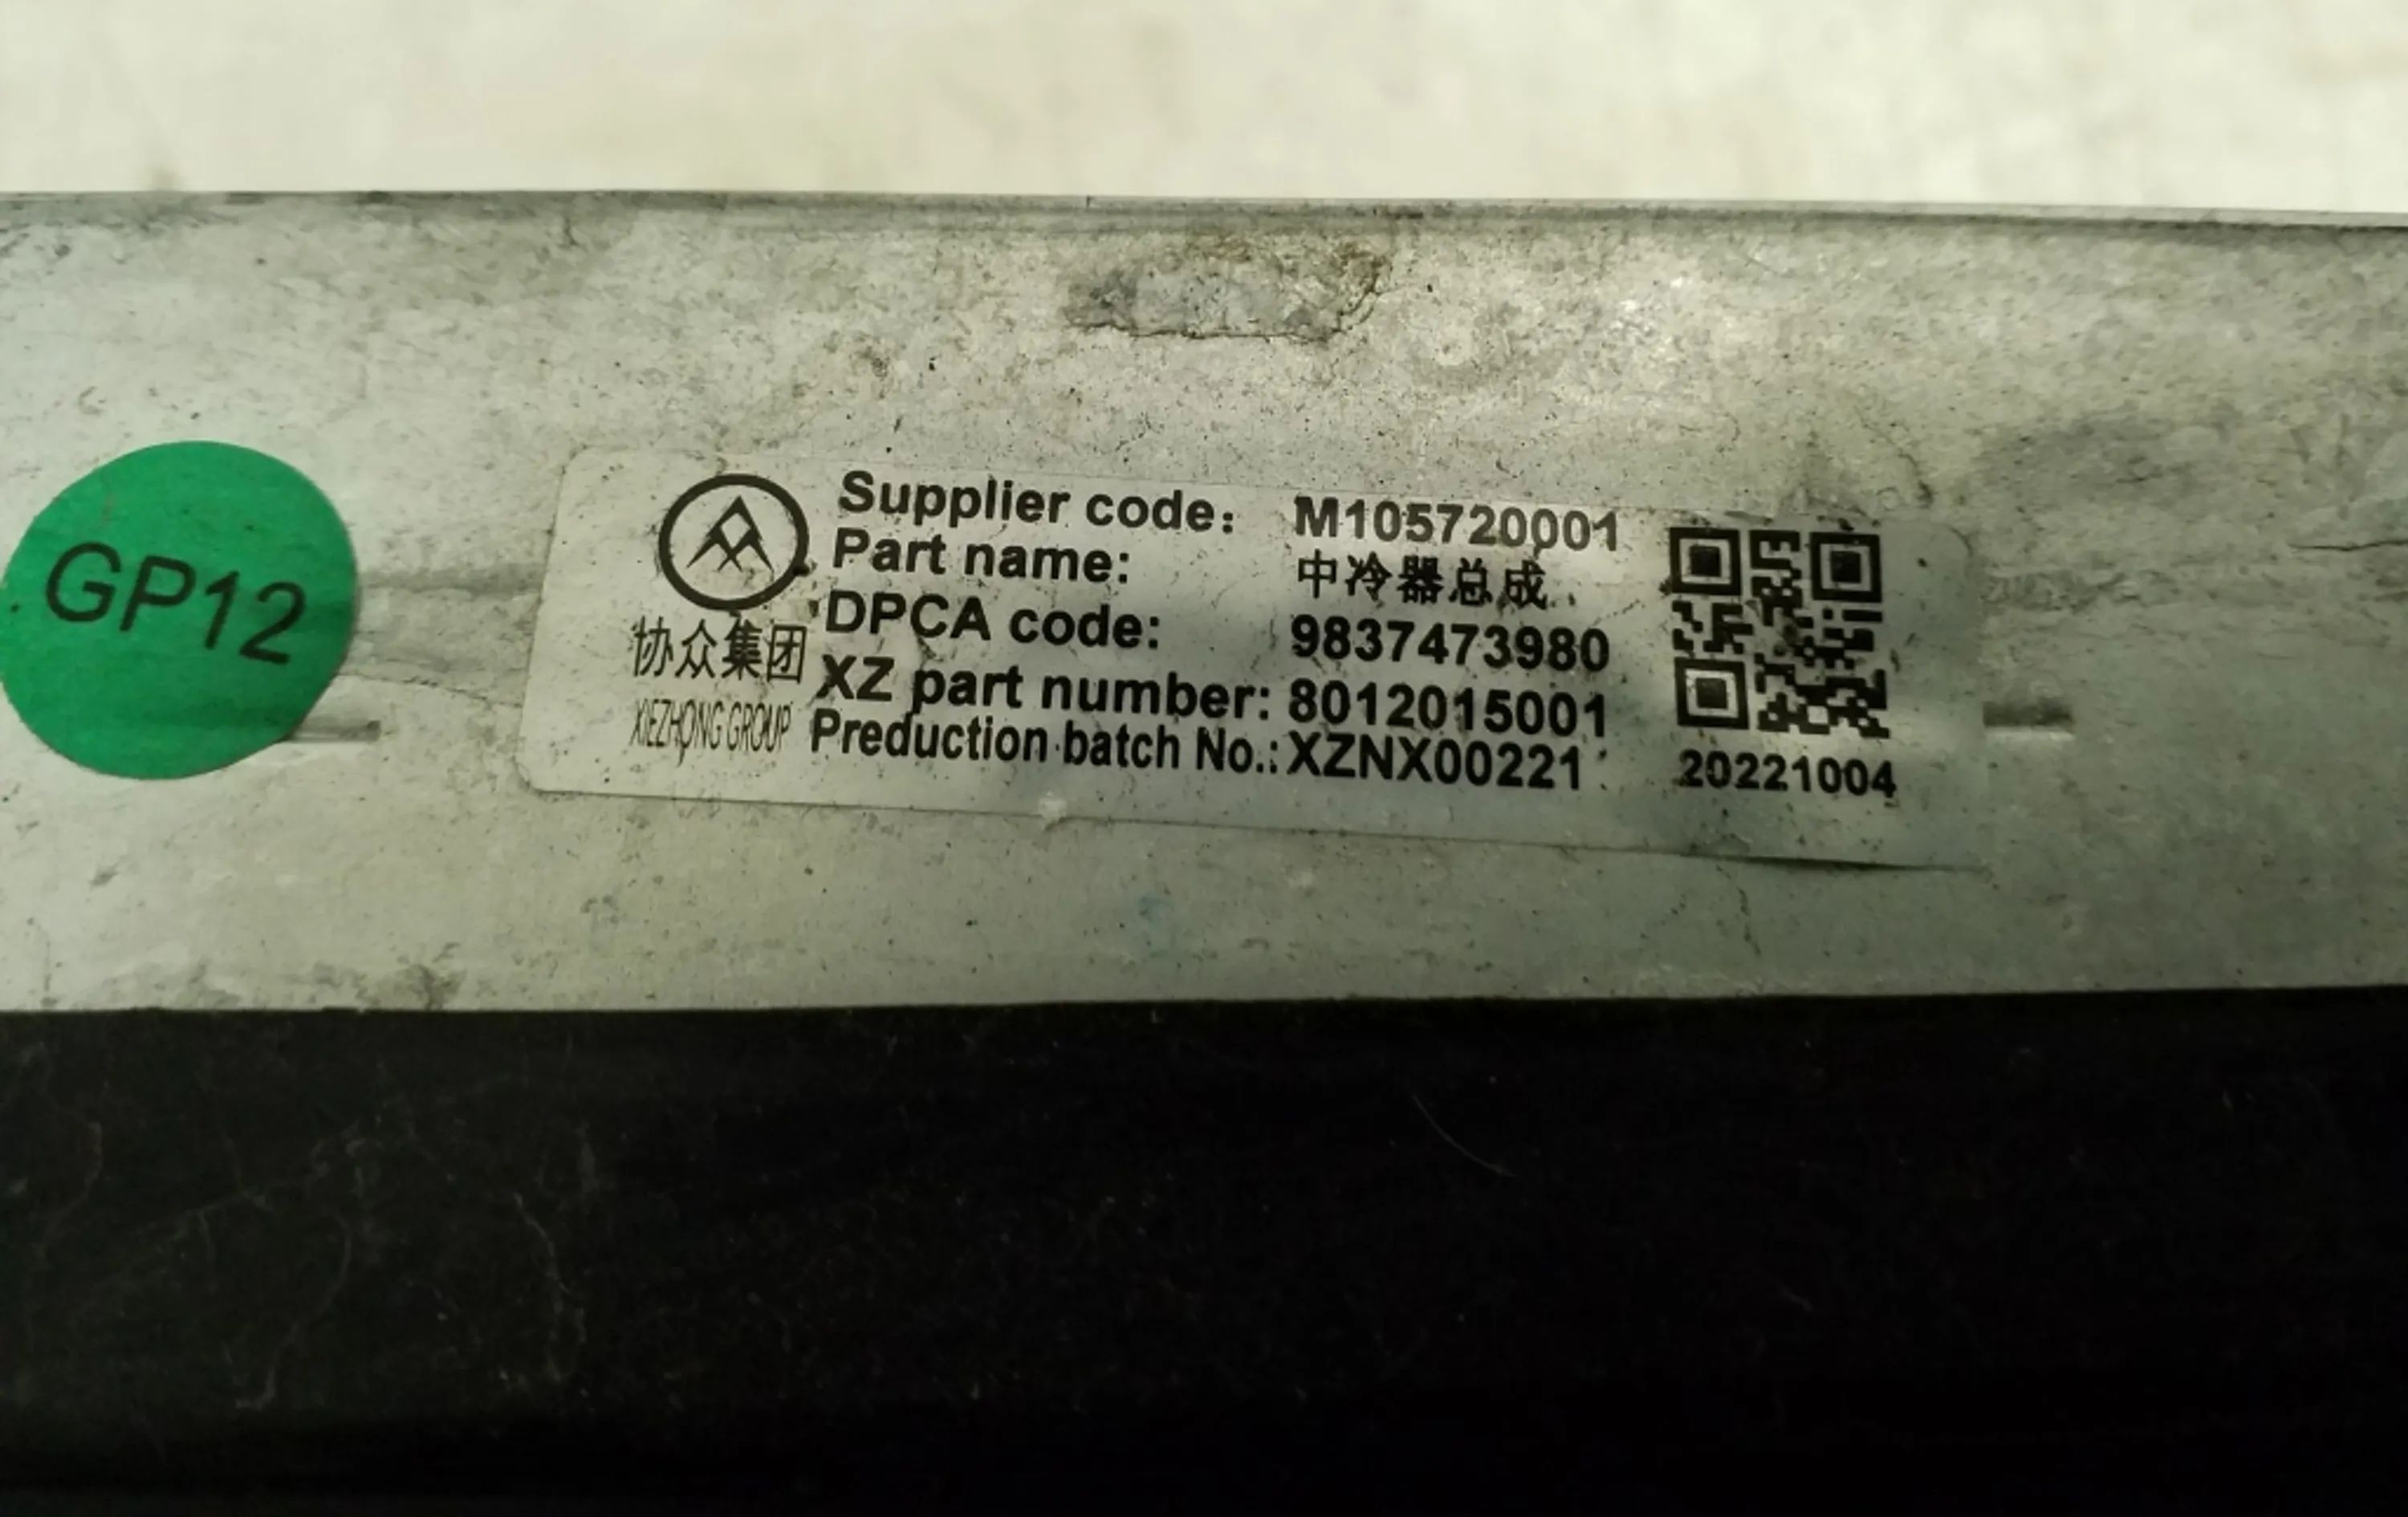 GP12
协众集团
XIEZHONG GROUP
Supplier code: M105720001
Part name: 中冷器总成
DPCA code: 9837473980
XZ part number: 8012015001
Preduction batch No.: XZNX00221
20221004